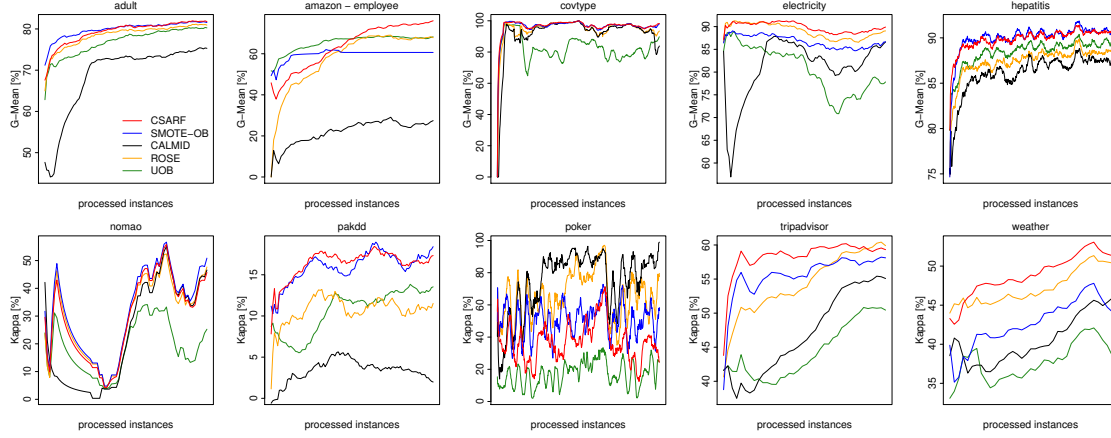 adult
amazon − employee
covtype
electricity
hepatitis
G−Mean [%]
50
60
70
80
CSARF
SMOTE−OB
CALMID
ROSE
UOB
processed instances
G−Mean [%]
0
20
40
60
processed instances
G−Mean [%]
0
20
40
60
80
100
processed instances
G−Mean [%]
60
65
70
75
80
85
90
processed instances
G−Mean [%]
75
80
85
90
processed instances
nomao
pakdd
poker
tripadvisor
weather
Kappa [%]
0
10
20
30
40
50
processed instances
Kappa [%]
0
5
10
15
processed instances
Kappa [%]
0
20
40
60
80
100
processed instances
Kappa [%]
40
45
50
55
60
processed instances
Kappa [%]
35
40
45
50
processed instances